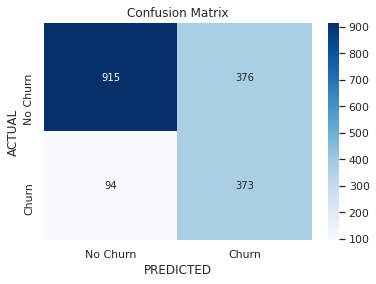 Confusion Matrix
ACTUAL
No Churn
915
376
Churn
94
373
No Churn
Churn
PREDICTED
900
800
700
600
500
400
300
200
100